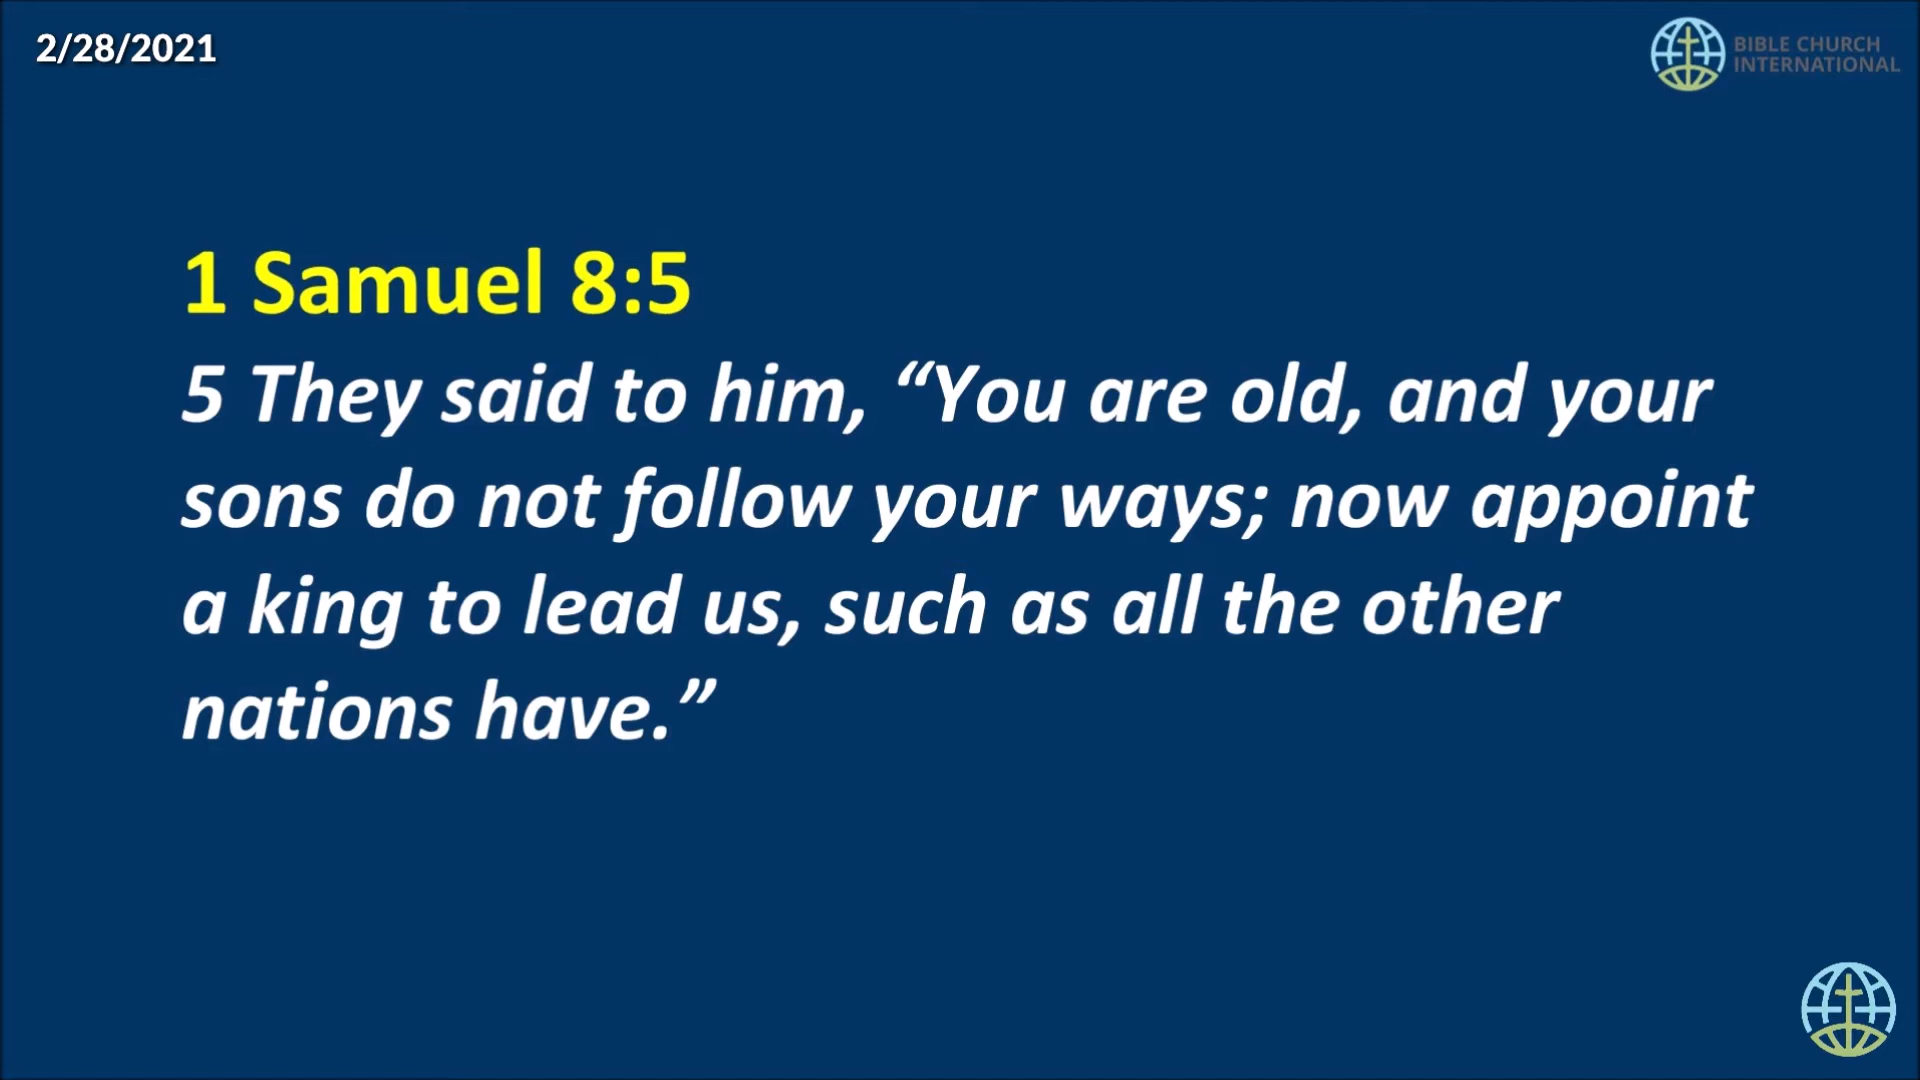 2/28/2021
BIBLE CHURCH
INTERNATIONAL
1 Samuel 8:5
5 They said to him, “You are old, and your
sons do not follow your ways; now appoint
a king to lead us, such as all the other
nations have.”